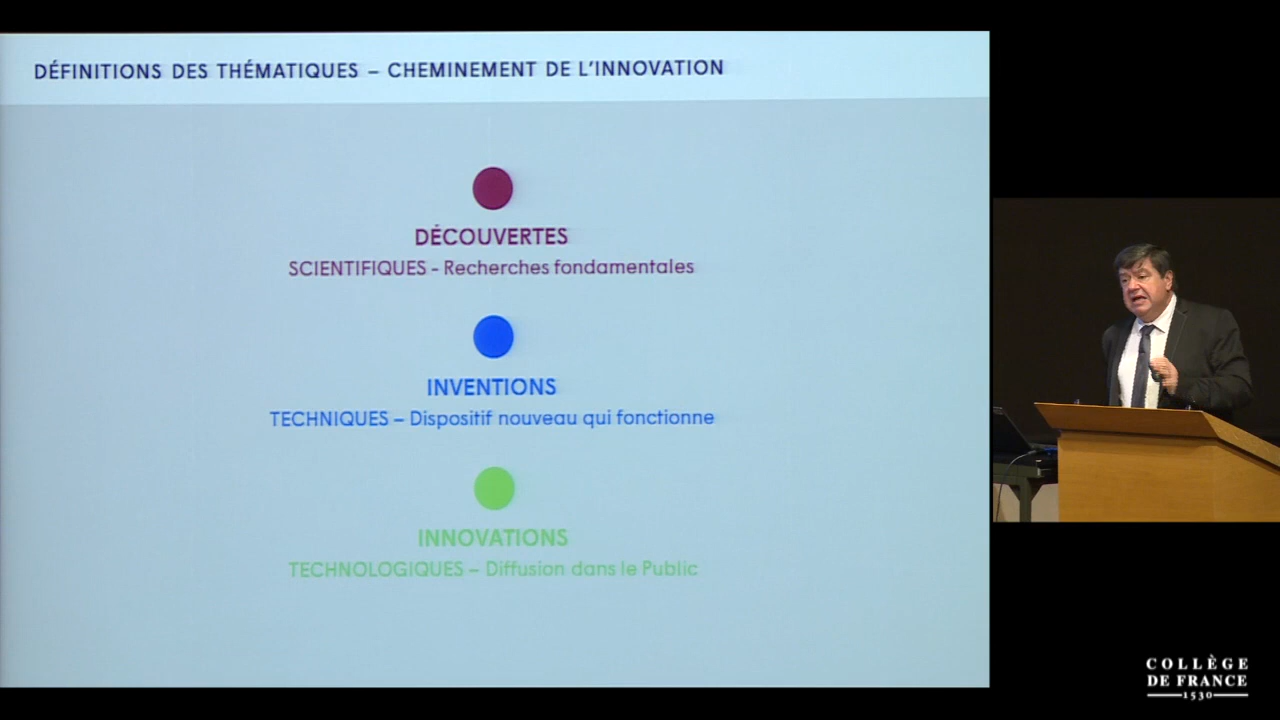 DÉFINITIONS DES THÉMATIQUES – CHEMINEMENT DE L'INNOVATION
DÉCOUVERTES
SCIENTIFIQUES - Recherches fondamentales
INVENTIONS
TECHNIQUES – Dispositif nouveau qui fonctionne
INNOVATIONS
TECHNOLOGIQUES – Diffusion dans le Public
COLLÈGE
DE FRANCE
1530